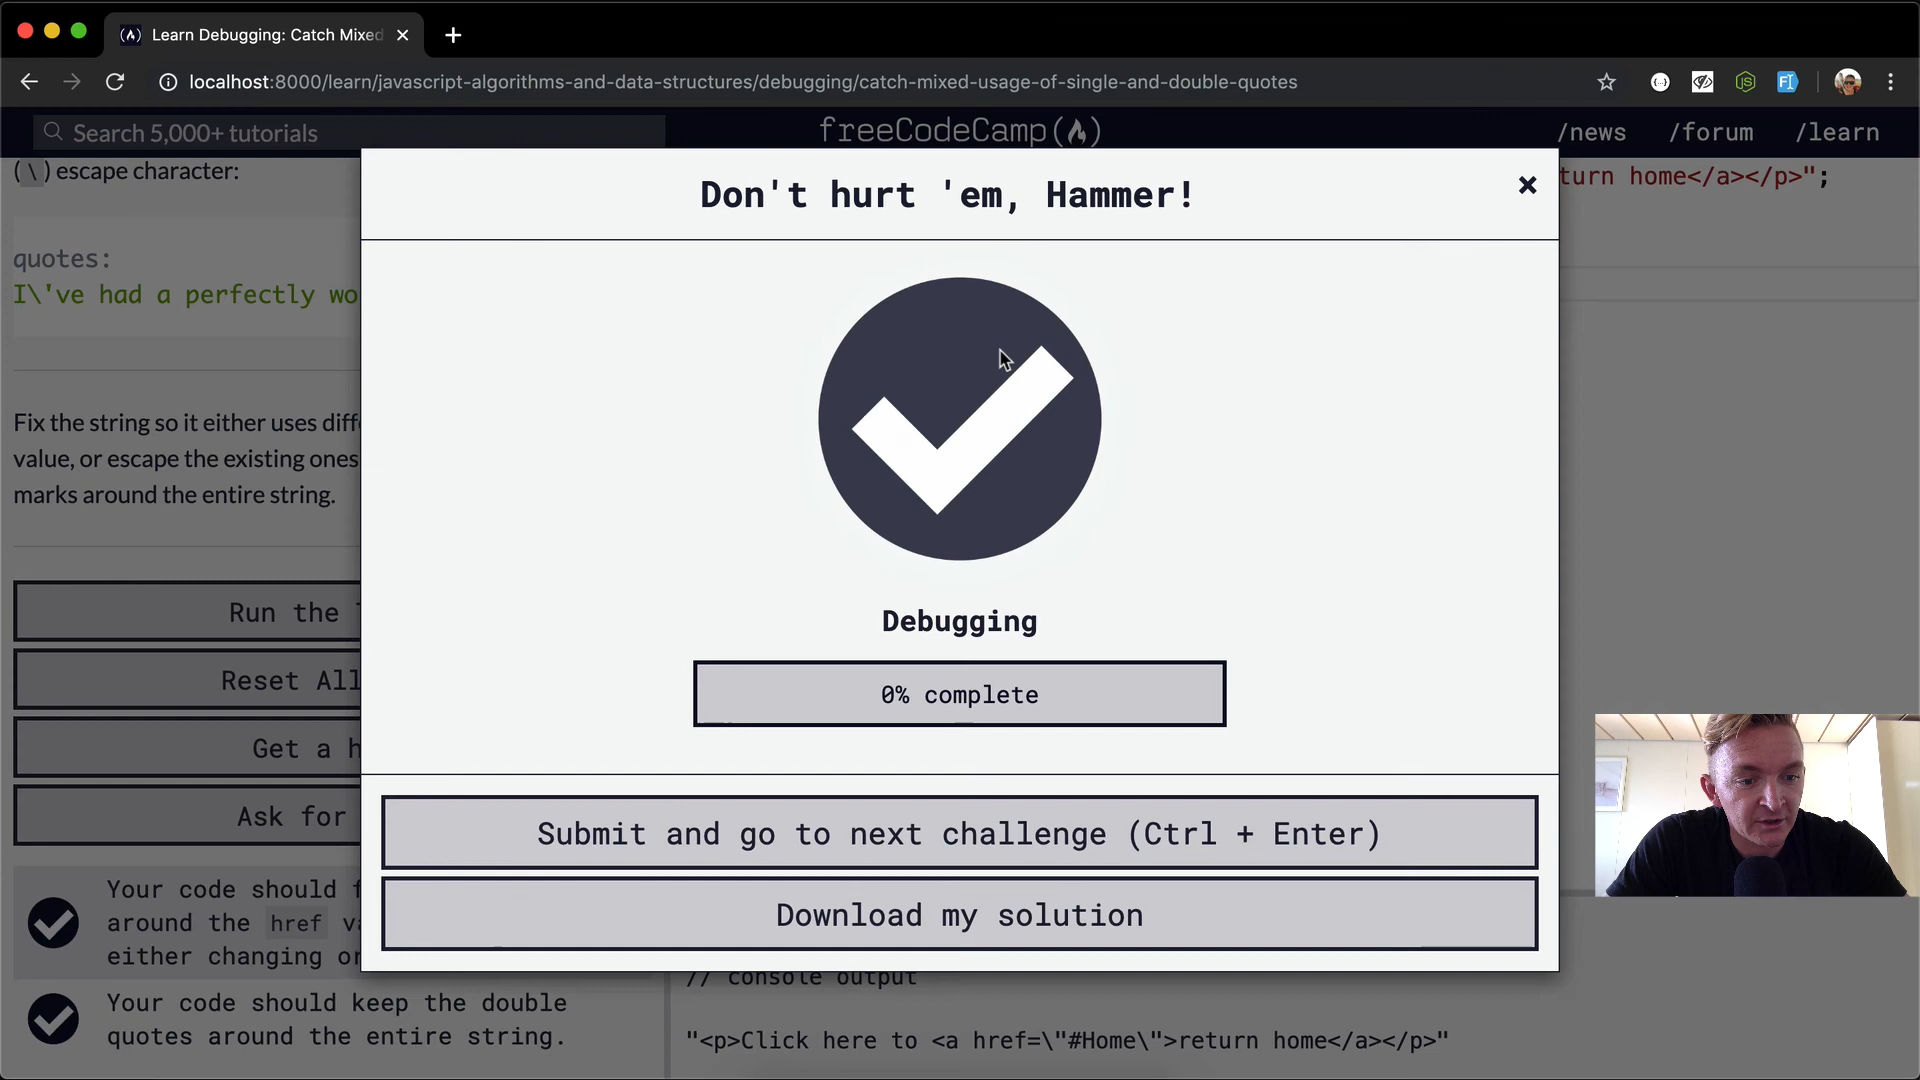 Learn Debugging: Catch Mixed
localhost:8000/learn/javascript-algorithms-and-data-structures/debugging/catch-mixed-usage-of-single-and-double-quotes
Search 5,000+ tutorials
freeCodeCamp
/news /forum /learn
(\) escape character:
turn home</a></p>";
Don't hurt 'em, Hammer!
quotes:
I\'ve had a perfectly wo
Fix the string so it either uses diff
value, or escape the existing ones
marks around the entire string.
Run the
Reset All
Get a h
Ask for
Debugging
0% complete
Submit and go to next challenge (Ctrl + Enter)
Download my solution
Your code should f
around the href va
either changing or
Your code should keep the double
quotes around the entire string.
// console output
"<p>Click here to <a href=\"#Home\">return home</a></p>"